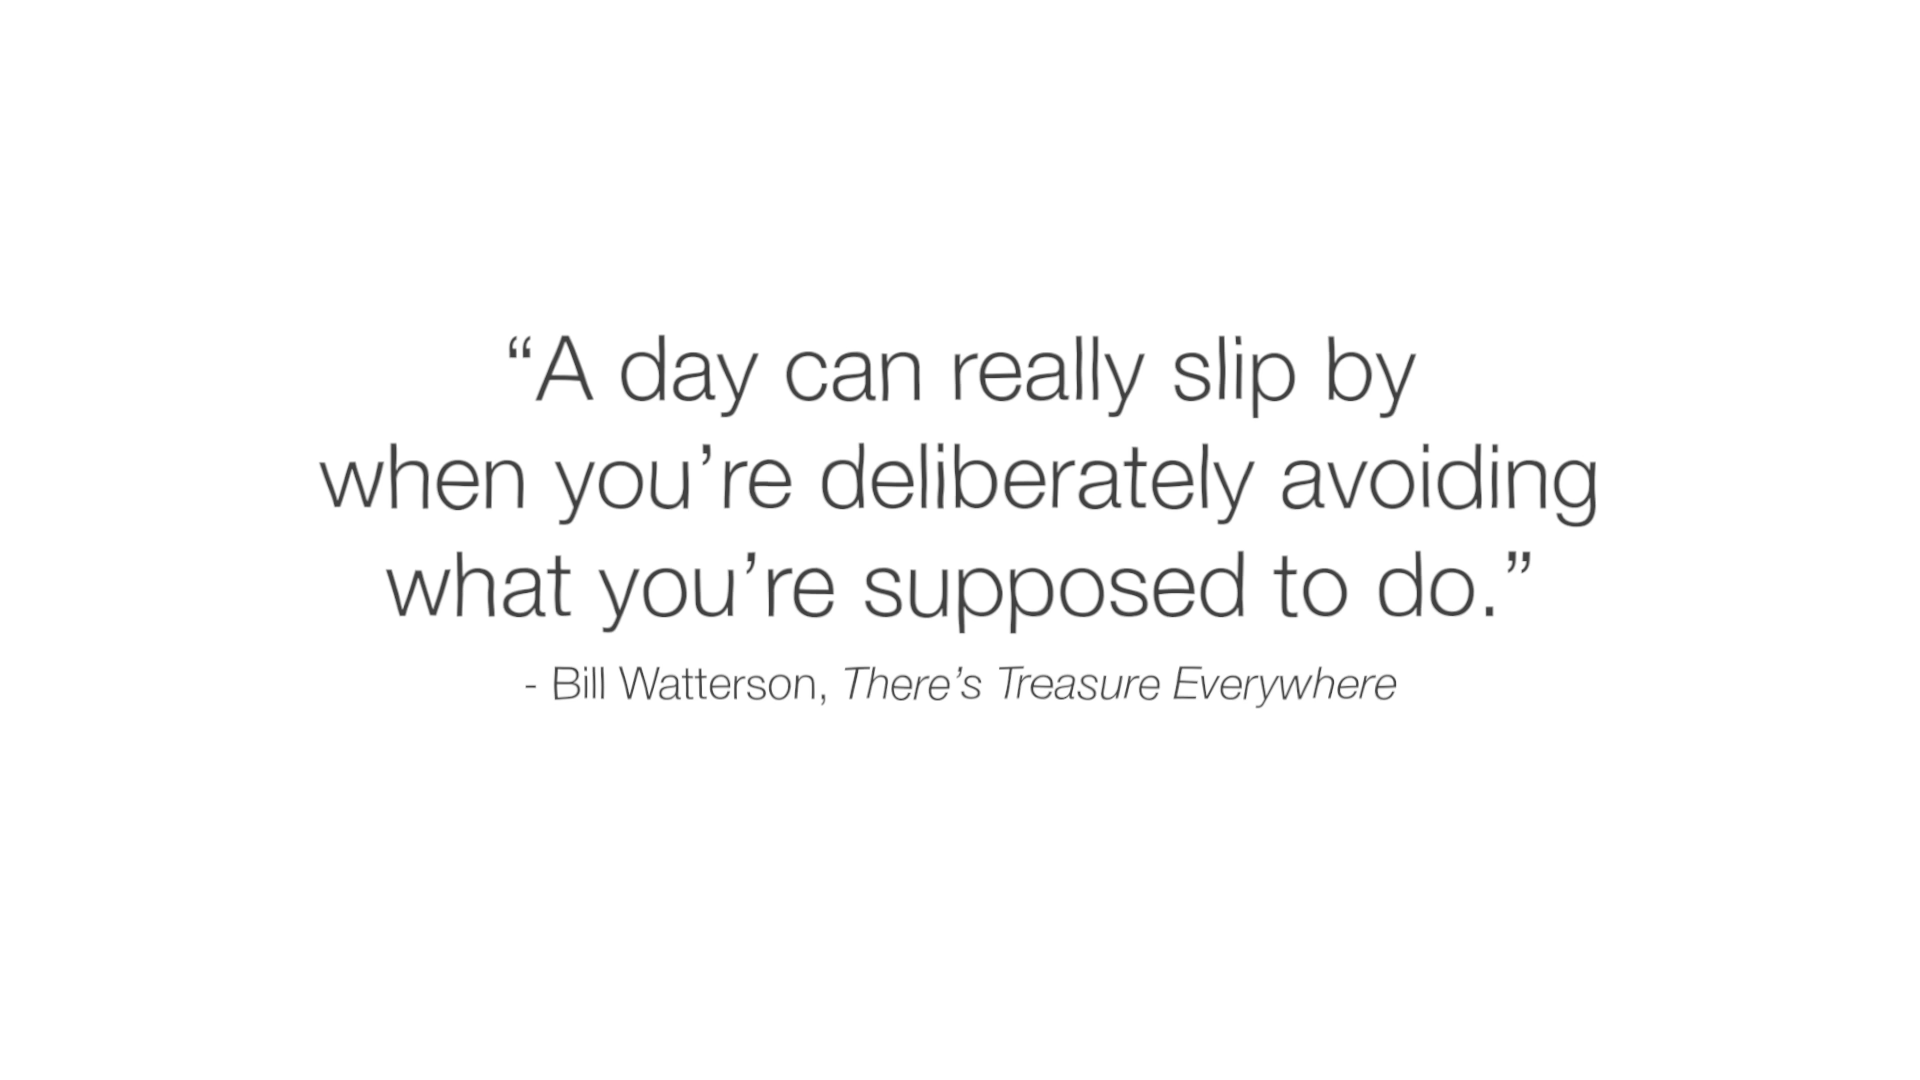 “A day can really slip by
when you’re deliberately avoiding
what you’re supposed to do.”
- Bill Watterson, There’s Treasure Everywhere